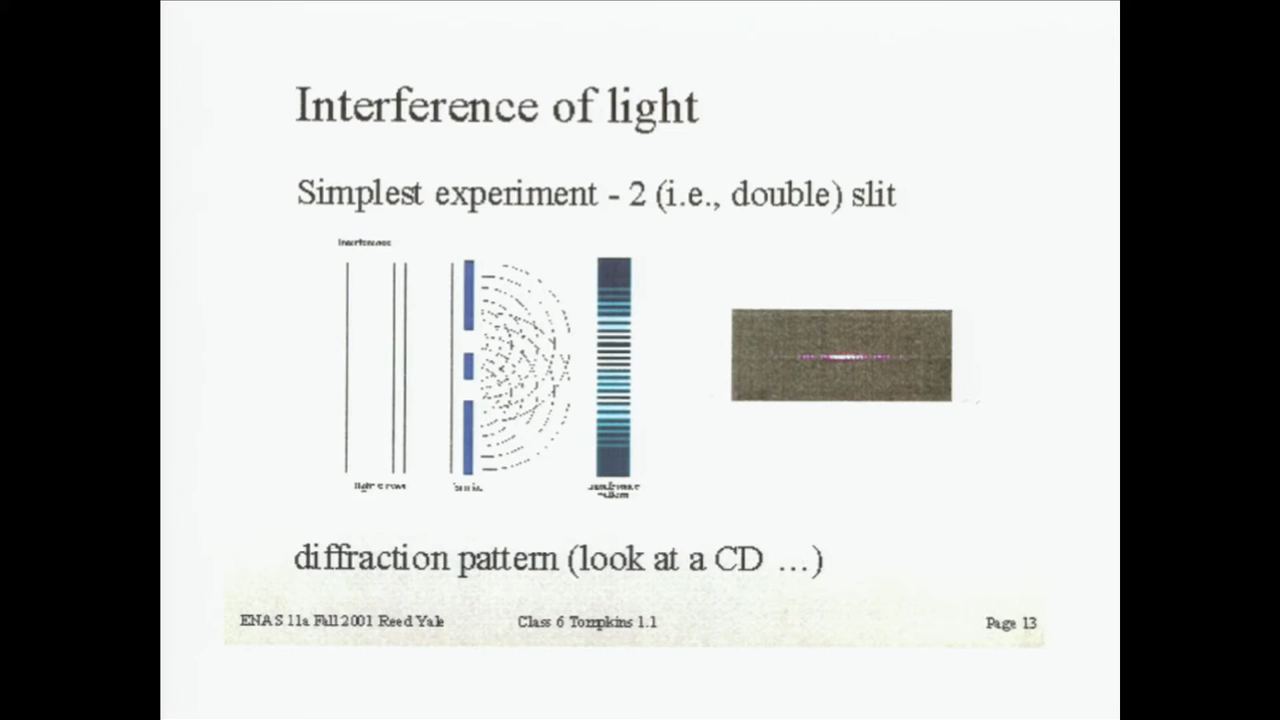 Interference of light
Simplest experiment - 2 (i.e., double) slit
Interference
diffraction pattern (look at a CD ...)
ENAS 11a Fall 2001 Reed Yale
Class 6 Tompkins 1.1
Page 13